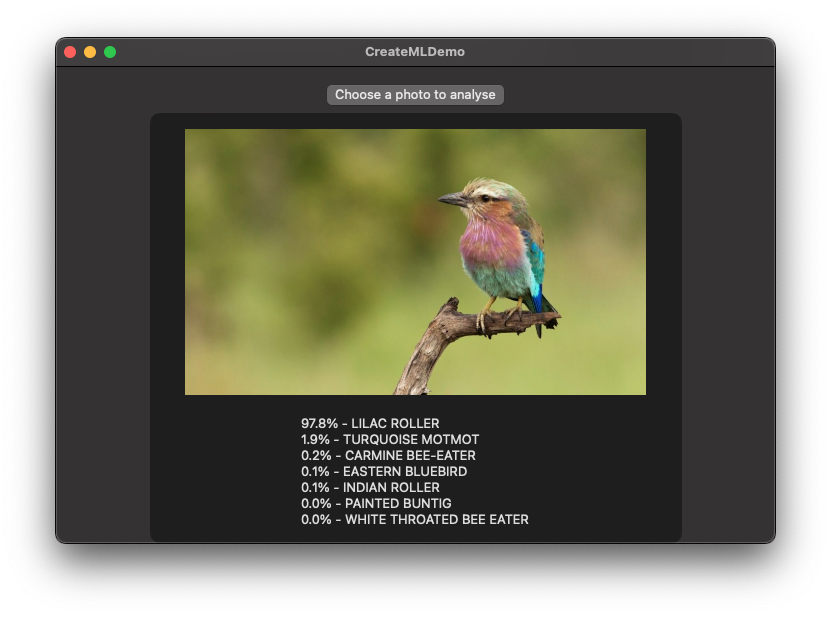 CreateMLDemo
Choose a photo to analyse
97.8% - LILAC ROLLER
1.9% - TURQUOISE MOTMOT
0.2% - CARMINE BEE-EATER
0.1% - EASTERN BLUEBIRD
0.1% - INDIAN ROLLER
0.0% - PAINTED BUNTIG
0.0% - WHITE THROATED BEE EATER